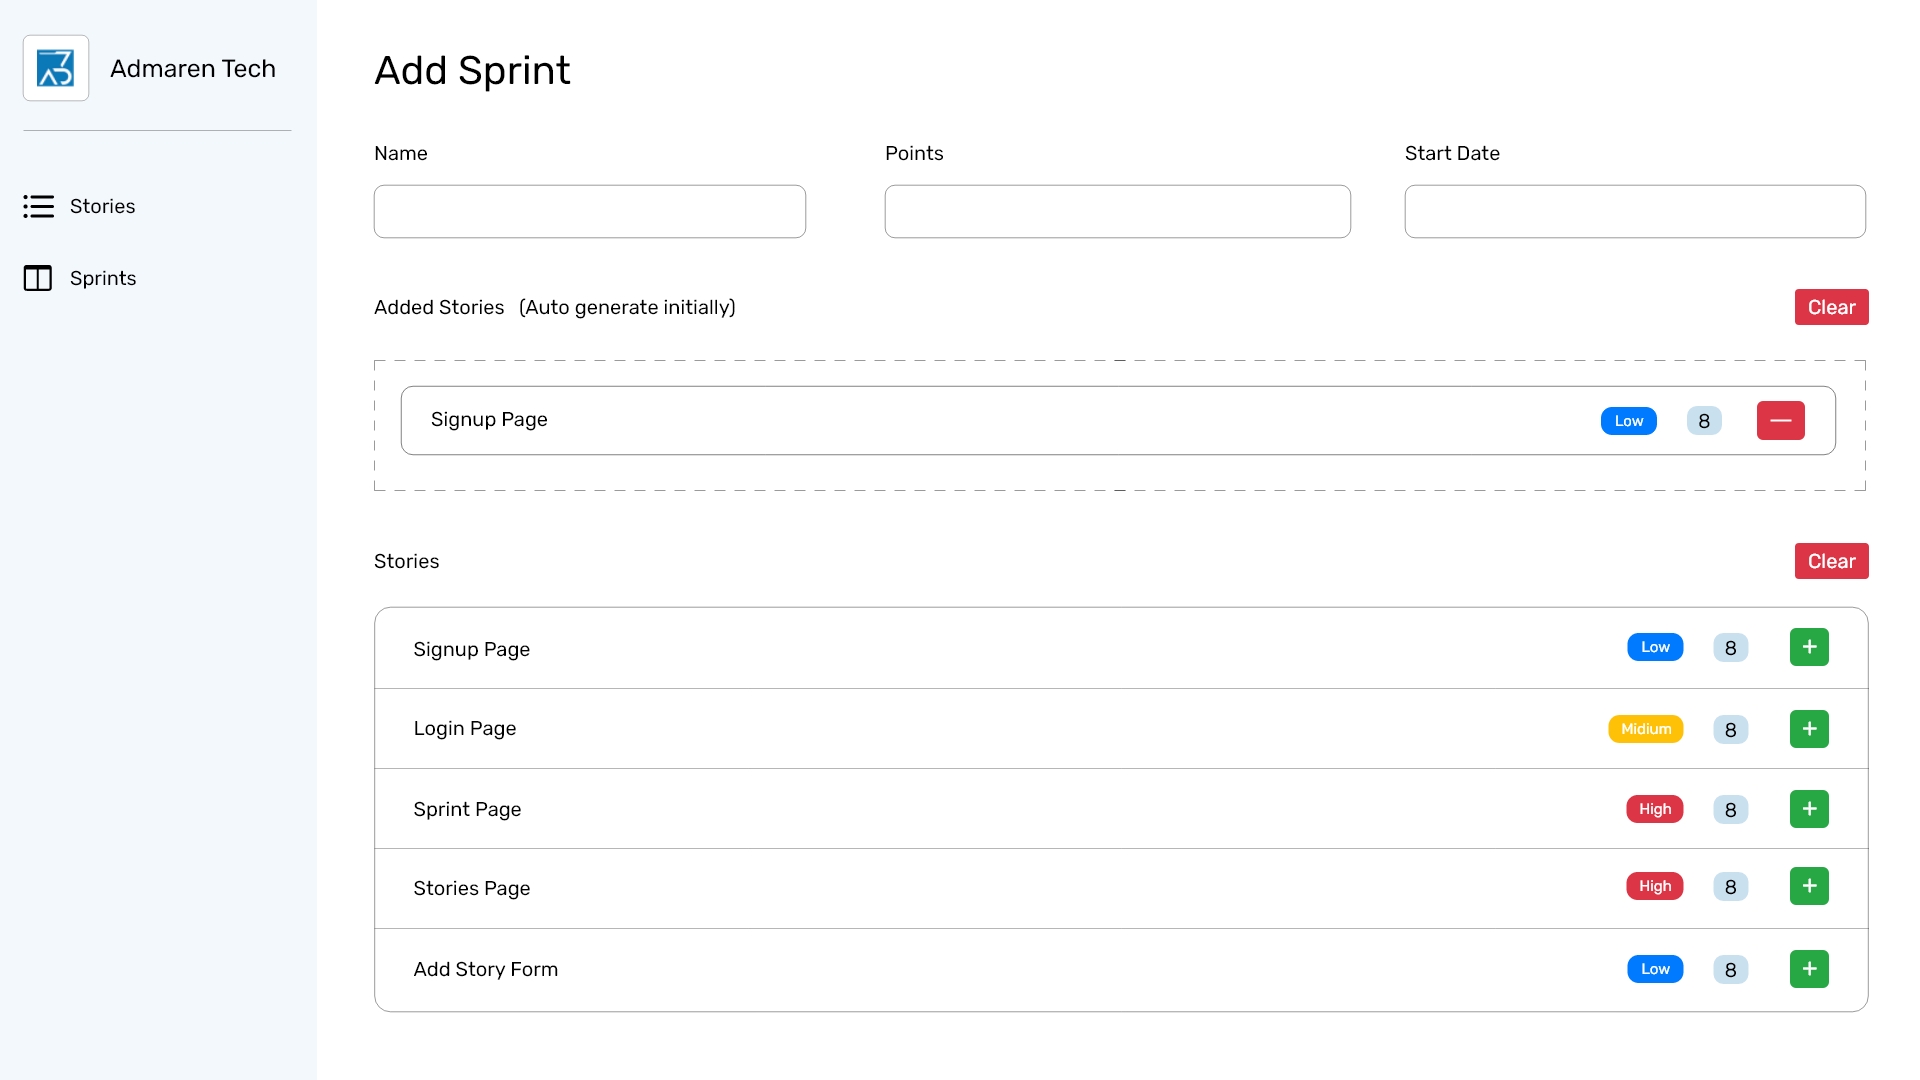 Admaren Tech
Stories
Sprints
Add Sprint
Name Points Start Date
Added Stories (Auto generate initially) Clear
Signup Page Low 8 —
Stories Clear
Signup Page Low 8 +
Login Page Midium 8 +
Sprint Page High 8 +
Stories Page High 8 +
Add Story Form Low 8 +